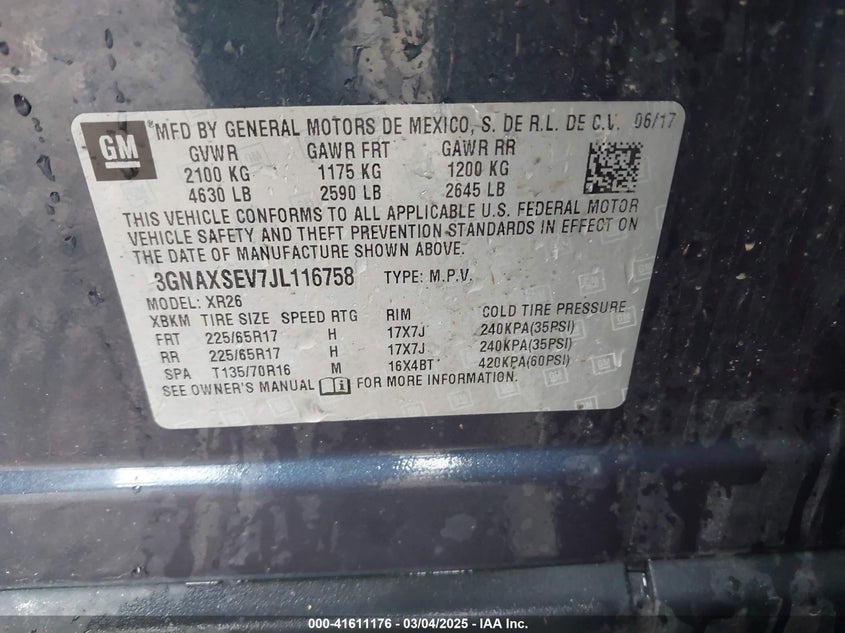 GM
*MFD BY GENERAL MOTORS DE MEXICO, S. DE R.L. DE C.V. 06/17
GVWR GAWR FRT GAWR RR
2100 KG 1175 KG 1200 KG
4630 LB 2590 LB 2645 LB
THIS VEHICLE CONFORMS TO ALL APPLICABLE U.S. FEDERAL MOTOR
VEHICLE SAFETY AND THEFT PREVENTION STANDARDS IN EFFECT ON
THE DATE OF MANUFACTURE SHOWN ABOVE.
3GNAXSEV7JL116758 TYPE: M.P.V.
MODEL: XR26
XBKM TIRE SIZE SPEED RTG RIM COLD TIRE PRESSURE
FRT 225/65R17 H 17X7J 240KPA(35PSI)
RR 225/65R17 H 17X7J 240KPA(35PSI)
SPA T135/70R16 M 16X4BT 420KPA(60PSI)
SEE OWNER'S MANUAL i FOR MORE INFORMATION.
000-41611176 - 03/04/2025 - IAA Inc.